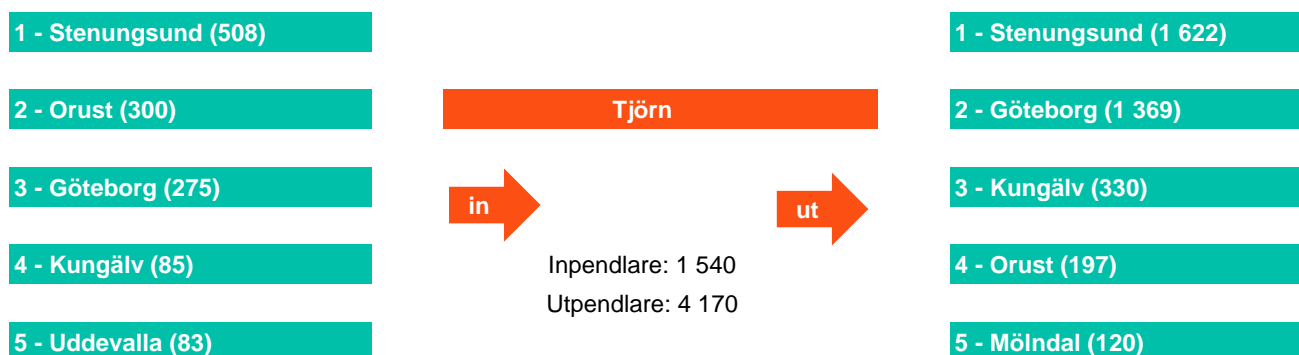 1 - Stenungsund (508)
2 - Orust (300)
3 - Göteborg (275)
4 - Kungälv (85)
5 - Uddevalla (83)
Tjörn
in
ut
Inpendlare: 1 540
Utpendlare: 4 170
1 - Stenungsund (1 622)
2 - Göteborg (1 369)
3 - Kungälv (330)
4 - Orust (197)
5 - Mölndal (120)